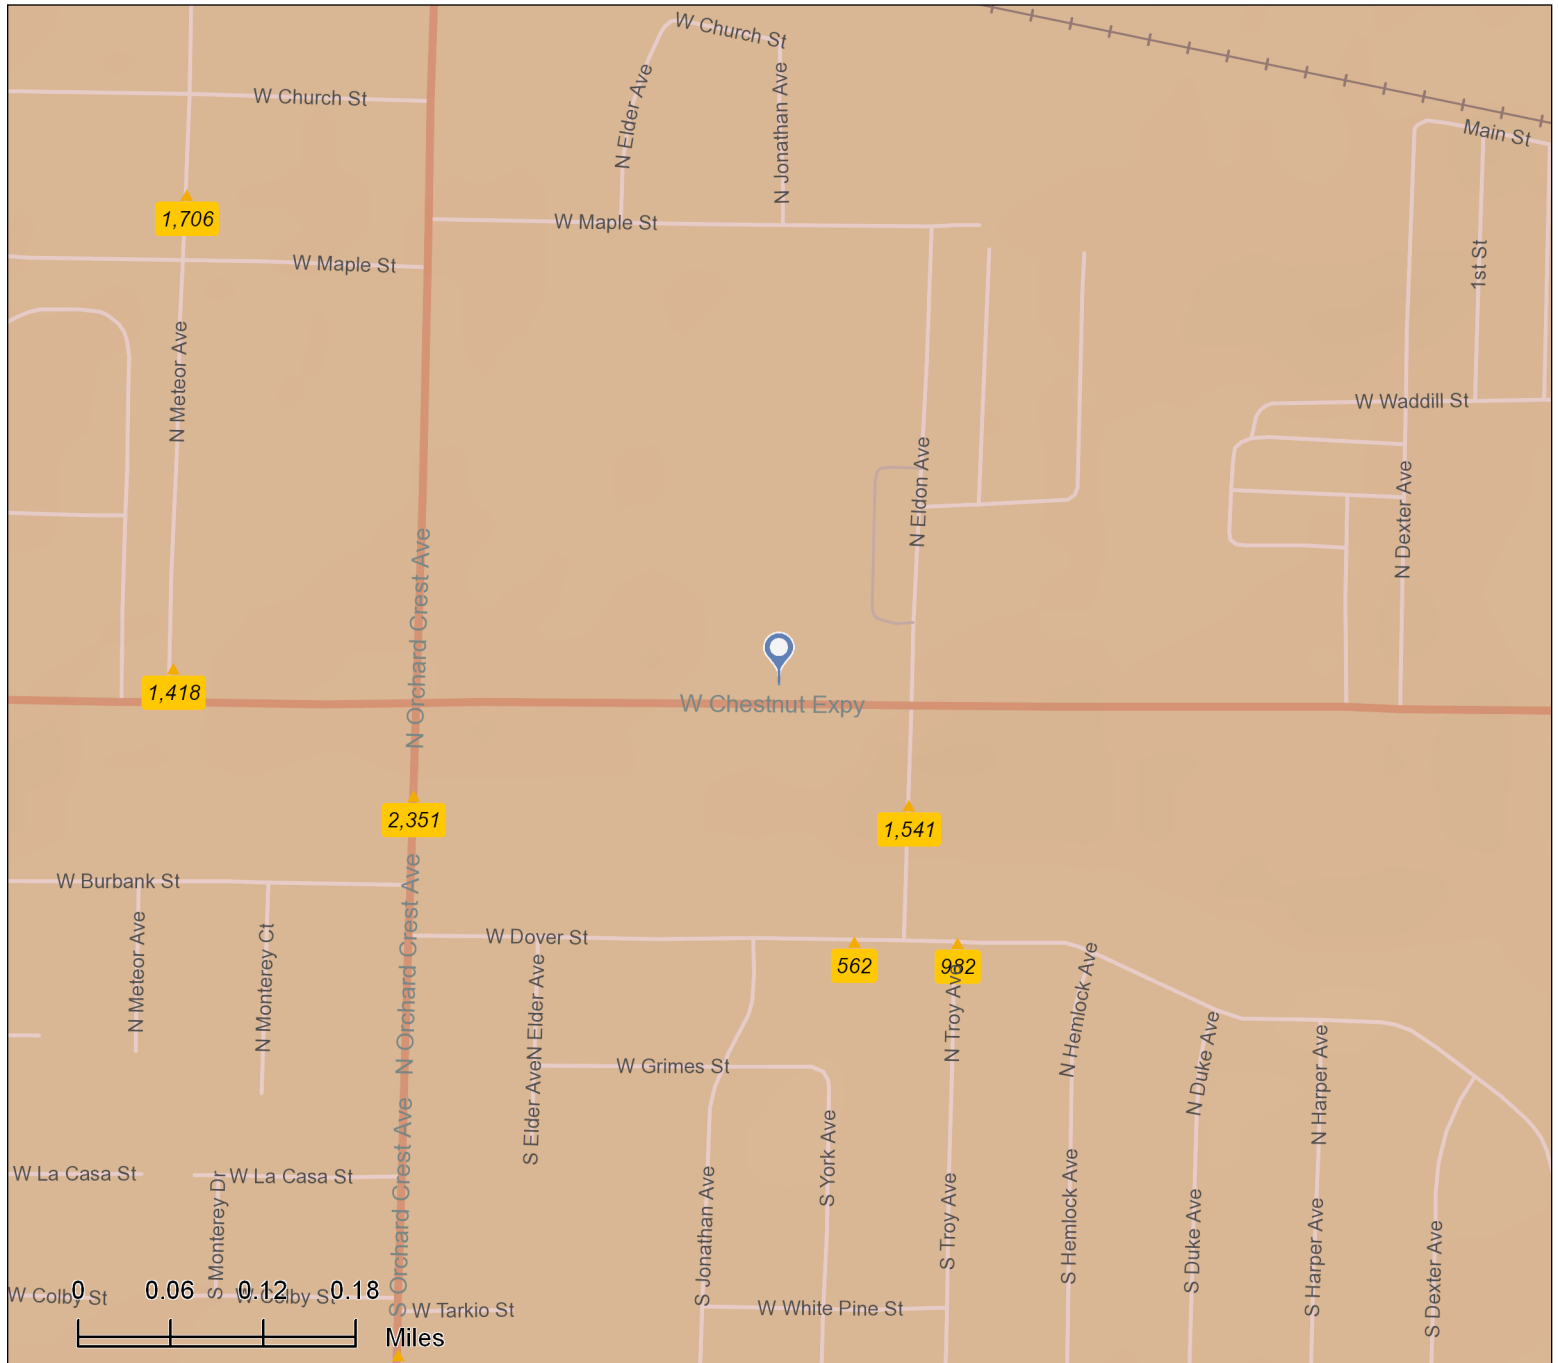 W Church St
W Church St
N Elder Ave
N Jonathan Ave
Main St
1,706
W Maple St
W Maple St
1st St
N Meteor Ave
W Waddill St
N Eldon Ave
N Dexter Ave
N Orchard Crest Ave
1,418
W Chestnut Expy
2,351
1,541
W Burbank St
N Orchard Crest Ave
W Dover St
562
982
N Meteor Ave
N Monterey Ct
N Elder Ave
N Troy Ave
N Hemlock Ave
N Duke Ave
N Harper Ave
W Grimes St
S Elder Ave
S York Ave
W La Casa St
W La Casa St
S Orchard Crest Ave
S Monterey Dr
S Jonathan Ave
S Troy Ave
S Hemlock Ave
S Duke Ave
S Harper Ave
S Dexter Ave
W Colby St
W Colby St
0 0.06 0.12 0.18
Miles
W Tarkio St
W White Pine St